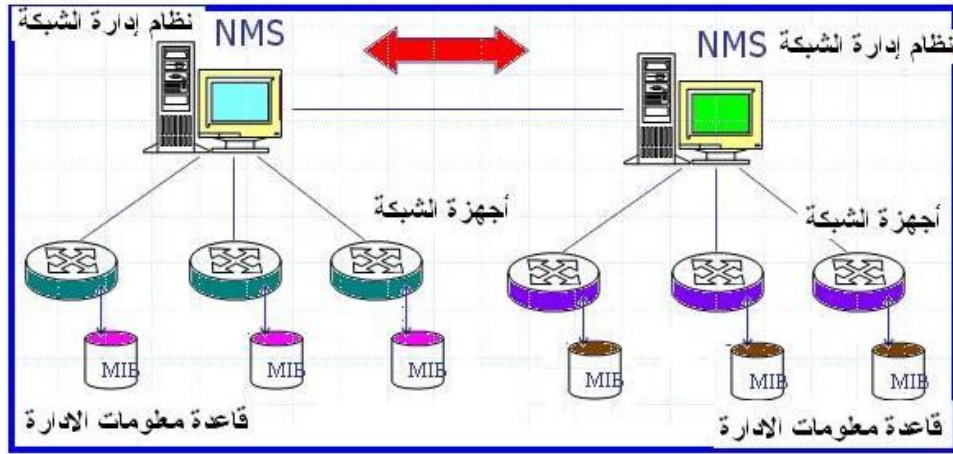 نظام إدارة الشبكة
NMS
نظام إدارة الشبكة
NMS
أجهزة الشبكة
أجهزة الشبكة
MIB
MIB
MIB
MIB
MIB
MIB
قاعدة معلومات الادارة
قاعدة معلومات الادارة